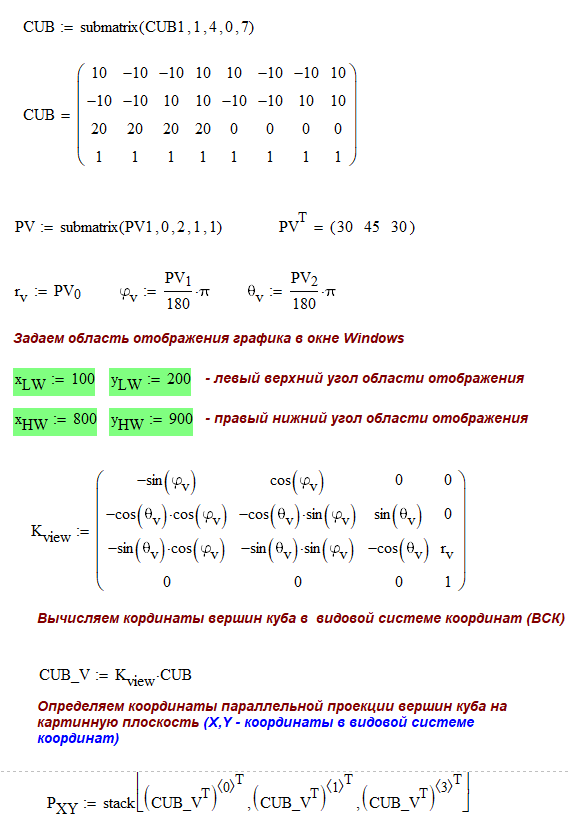 CUB := submatrix(CUB1,1,4,0,7)
CUB = ( 10 −10 −10 10 10 −10 −10 10
−10 −10 10 10 −10 −10 10 10
20 20 20 20 0 0 0 0
1 1 1 1 1 1 1 1 )
PV := submatrix(PV1,0,2,1,1) PV^T = (30 45 30)
r_v := PV_0 φ_v := PV_1/180·π θ_v := PV_2/180·π
Задаем область отображения графика в окне Windows
x_LW := 100 y_LW := 200 - левый верхний угол области отображения
x_HW := 800 y_HW := 900 - правый нижний угол области отображения
K_view := ( −sin(φ_v) cos(φ_v) 0 0
−cos(θ_v)·cos(φ_v) −cos(θ_v)·sin(φ_v) sin(θ_v) 0
−sin(θ_v)·cos(φ_v) −sin(θ_v)·sin(φ_v) −cos(θ_v) r_v
0 0 0 1 )
Вычисляем кординаты вершин куба в видовой системе координат (ВСК)
CUB_V := K_view·CUB
Определяем координаты параллельной проекции вершин куба на
картинную плоскость (X,Y - координаты в видовой системе
координат)
P_XY := stack[(CUB_V^T)^⟨0⟩^T, (CUB_V^T)^⟨1⟩^T, (CUB_V^T)^⟨3⟩^T]